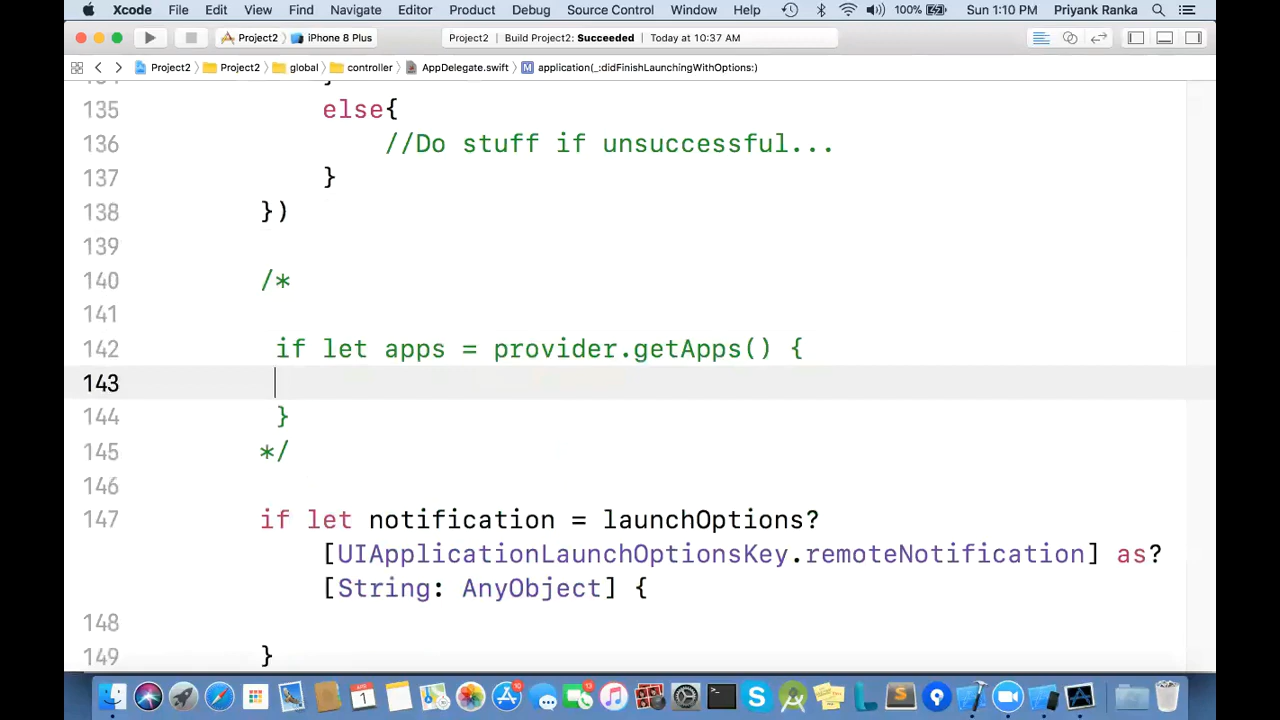 Xcode File Edit View Find Navigate Editor Product Debug Source Control Window Help 100% Sun 1:10 PM Priyank Ranka
Project2 iPhone 8 Plus Project2 | Build Project2: Succeeded | Today at 10:37 AM
Project2 Project2 global controller AppDelegate.swift M application(_:didFinishLaunchingWithOptions:)
135 else{
136 //Do stuff if unsuccessful...
137 }
138 })
139
140 /*
141
142 if let apps = provider.getApps() {
143
144 }
145 */
146
147 if let notification = launchOptions?
[UIApplicationLaunchOptionsKey.remoteNotification] as?
[String: AnyObject] {
148
149 }